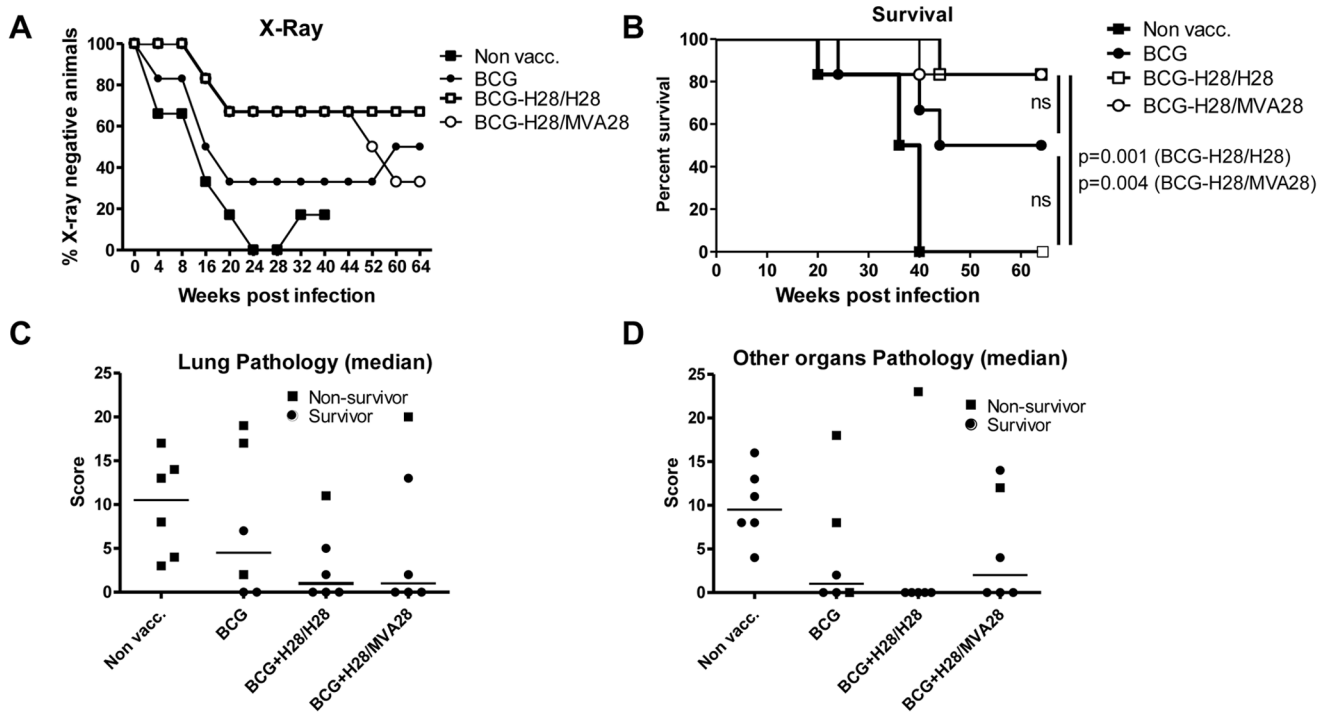 A
X-Ray
% X-ray negative animals
100
80
60
40
20
0
0 4 8 16 20 24 28 32 40 44 52 60 64
Weeks post infection
Non vacc.
BCG
BCG-H28/H28
BCG-H28/MVA28
B
Survival
Percent survival
100
80
60
40
20
0
0 10 20 30 40 50 60
Weeks post infection
Non vacc.
BCG
BCG-H28/H28
BCG-H28/MVA28
ns
ns
p=0.001 (BCG-H28/H28)
p=0.004 (BCG-H28/MVA28)
C
Lung Pathology (median)
Score
25
20
15
10
5
0
Non-survivor
Survivor
Non vacc.
BCG
BCG+H28/H28
BCG+H28/MVA28
D
Other organs Pathology (median)
Score
25
20
15
10
5
0
Non-survivor
Survivor
Non vacc.
BCG
BCG+H28/H28
BCG+H28/MVA28